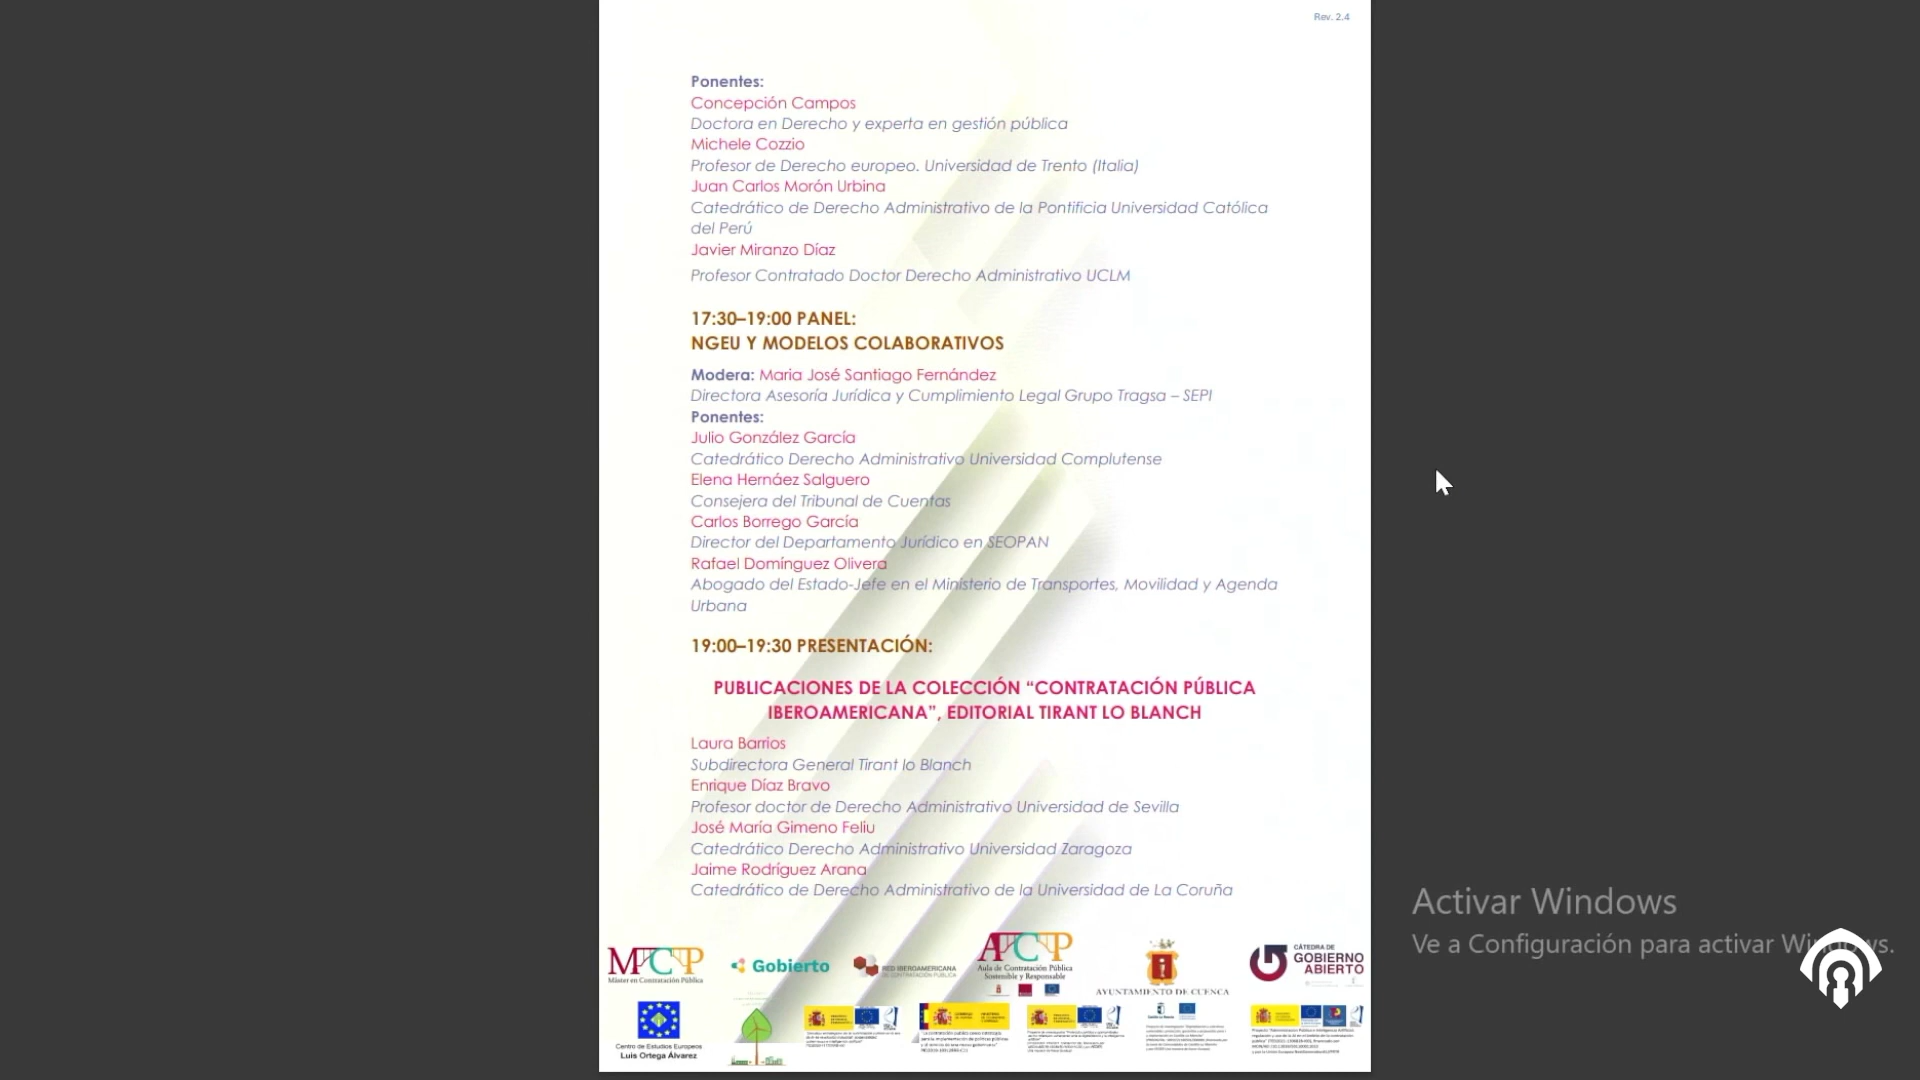 Rev. 2.4
Ponentes:
Concepción Campos
Doctora en Derecho y experta en gestión pública
Michele Cozzio
Profesor de Derecho europeo. Universidad de Trento (Italia)
Juan Carlos Morón Urbina
Catedrático de Derecho Administrativo de la Pontificia Universidad Católica
del Perú
Javier Miranzo Díaz
Profesor Contratado Doctor Derecho Administrativo UCLM
17:30–19:00 PANEL:
NGEU Y MODELOS COLABORATIVOS
Modera: Maria José Santiago Fernández
Directora Asesoría Jurídica y Cumplimiento Legal Grupo Tragsa – SEPI
Ponentes:
Julio González García
Catedrático Derecho Administrativo Universidad Complutense
Elena Hernáez Salguero
Consejera del Tribunal de Cuentas
Carlos Borrego García
Director del Departamento Jurídico en SEOPAN
Rafael Domínguez Olivera
Abogado del Estado-Jefe en el Ministerio de Transportes, Movilidad y Agenda
Urbana
19:00–19:30 PRESENTACIÓN:
PUBLICACIONES DE LA COLECCIÓN “CONTRATACIÓN PÚBLICA
IBEROAMERICANA”, EDITORIAL TIRANT LO BLANCH
Laura Barrios
Subdirectora General Tirant lo Blanch
Enrique Díaz Bravo
Profesor doctor de Derecho Administrativo Universidad de Sevilla
José María Gimeno Feliu
Catedrático Derecho Administrativo Universidad Zaragoza
Jaime Rodríguez Arana
Catedrático de Derecho Administrativo de la Universidad de La Coruña
MCP
Máster en Contratación Pública
Gobierto
RED IBEROAMERICANA
DE CONTRATACIÓN PÚBLICA
ACP
Aula de Contratación Pública
Sostenible y Responsable
AYUNTAMIENTO DE CUENCA
CÁTEDRA DE
GOBIERNO
ABIERTO
Centro de Estudios Europeos
Luis Ortega Álvarez
Activar Windows
Ve a Configuración para activar Windows.